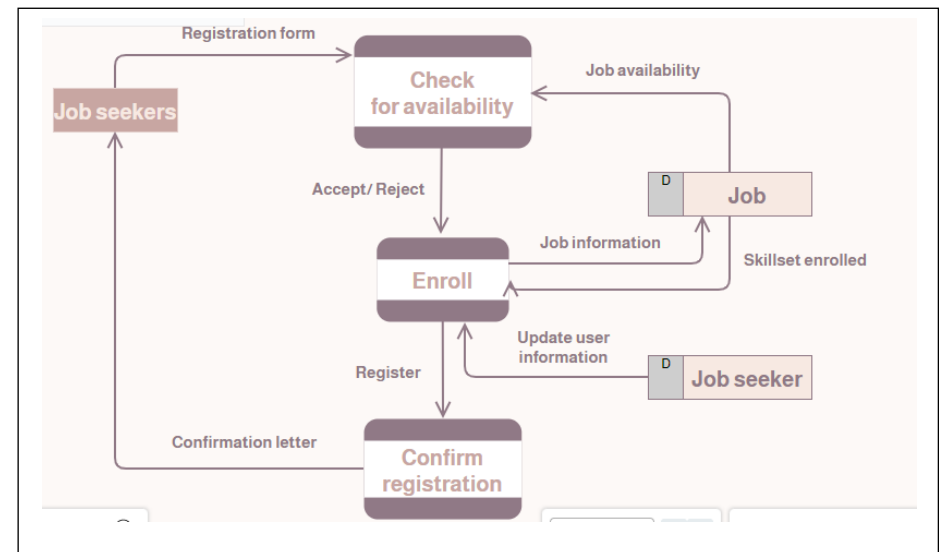 Registration form
Job availability
Check
for availability
Job seekers
Accept/ Reject
D
Job
Job information
Skillset enrolled
Enroll
Update user
information
D
Job seeker
Register
Confirmation letter
Confirm
registration